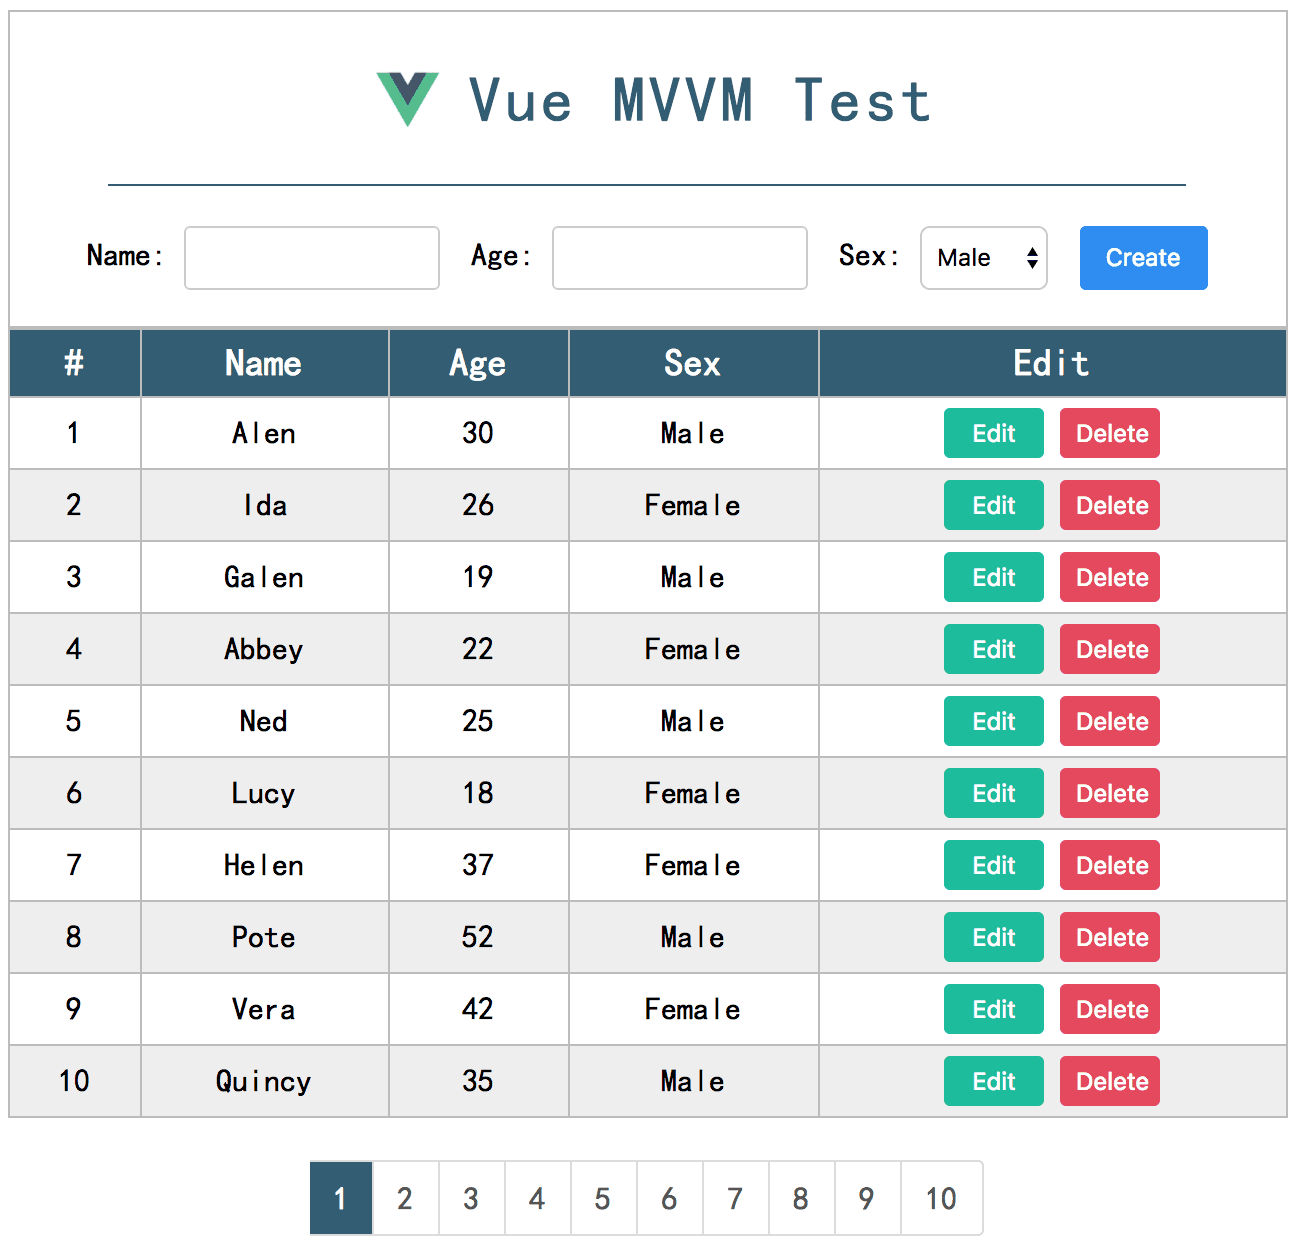 Vue MVVM Test
Name: Age: Sex: Male Create
# Name Age Sex Edit
1 Alen 30 Male Edit Delete
2 Ida 26 Female Edit Delete
3 Galen 19 Male Edit Delete
4 Abbey 22 Female Edit Delete
5 Ned 25 Male Edit Delete
6 Lucy 18 Female Edit Delete
7 Helen 37 Female Edit Delete
8 Pote 52 Male Edit Delete
9 Vera 42 Female Edit Delete
10 Quincy 35 Male Edit Delete
1 2 3 4 5 6 7 8 9 10